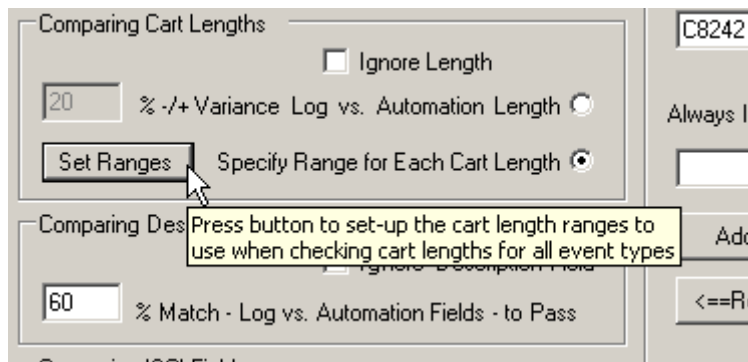 Comparing Cart Lengths
C8242
Ignore Length
20 % -/+ Variance Log vs. Automation Length
Always
Set Ranges Specify Range for Each Cart Length
Comparing
Press button to set-up the cart length ranges to
use when checking cart lengths for all event types
60 % Match - Log vs. Automation Fields - to Pass